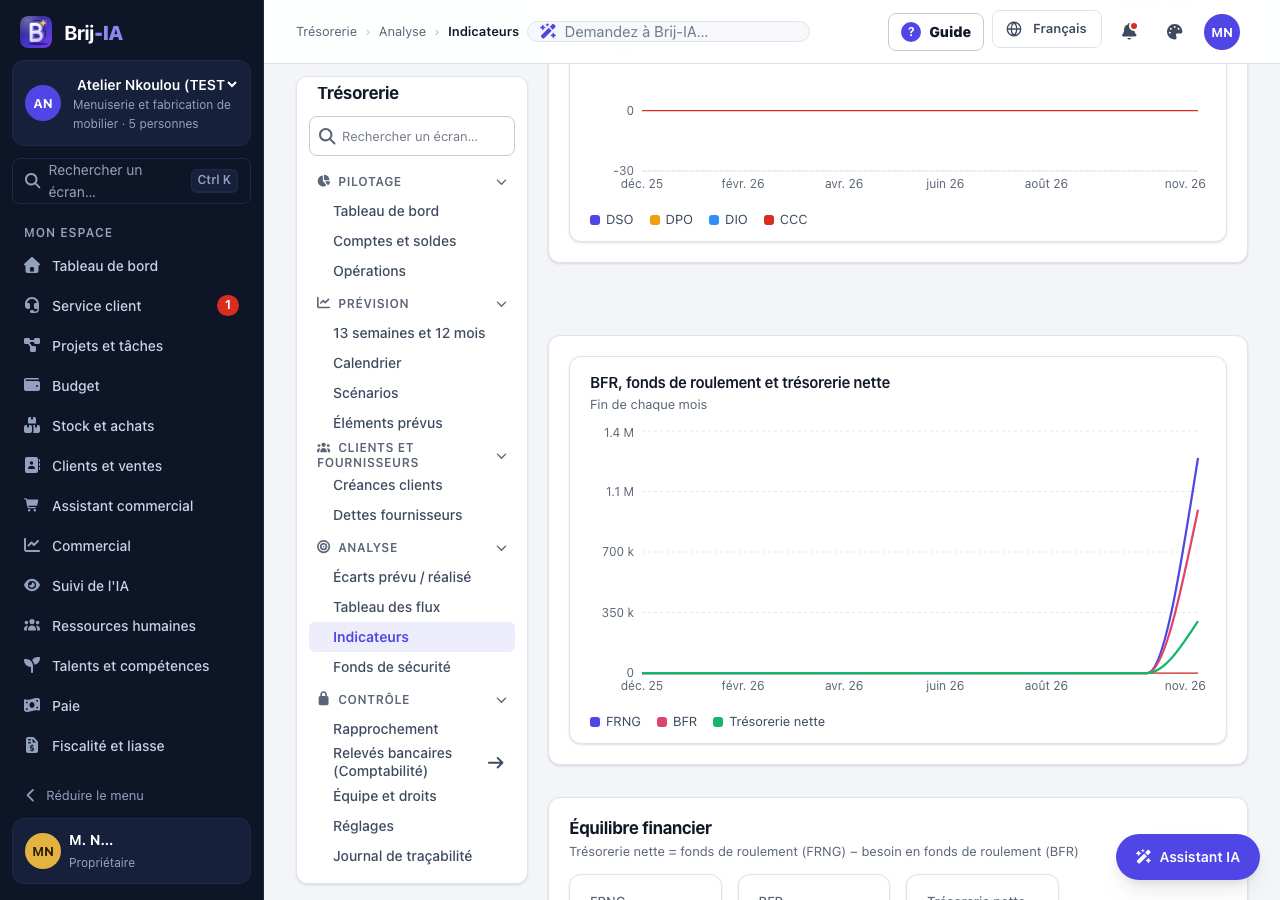 Brij-IA
AN
Atelier Nkoulou (TEST
Menuiserie et fabrication de
mobilier · 5 personnes
Rechercher un
écran...
Ctrl K
MON ESPACE
Tableau de bord
Service client
1
Projets et tâches
Budget
Stock et achats
Clients et ventes
Assistant commercial
Commercial
Suivi de l'IA
Ressources humaines
Talents et compétences
Paie
Fiscalité et liasse
Réduire le menu
MN
M. N...
Propriétaire
Trésorerie › Analyse › Indicateurs
Demandez à Brij-IA...
? Guide
Français
MN
Trésorerie
Rechercher un écran...
PILOTAGE
Tableau de bord
Comptes et soldes
Opérations
PRÉVISION
13 semaines et 12 mois
Calendrier
Scénarios
Éléments prévus
CLIENTS ET
FOURNISSEURS
Créances clients
Dettes fournisseurs
ANALYSE
Écarts prévu / réalisé
Tableau des flux
Indicateurs
Fonds de sécurité
CONTRÔLE
Rapprochement
Relevés bancaires
(Comptabilité)
Équipe et droits
Réglages
Journal de traçabilité
0
-30
déc. 25 févr. 26 avr. 26 juin 26 août 26 nov. 26
DSO DPO DIO CCC
BFR, fonds de roulement et trésorerie nette
Fin de chaque mois
1.4 M
1.1 M
700 k
350 k
0
déc. 25 févr. 26 avr. 26 juin 26 août 26 nov. 26
FRNG BFR Trésorerie nette
Équilibre financier
Trésorerie nette = fonds de roulement (FRNG) − besoin en fonds de roulement (BFR)
FRNG BFR Trésorerie nette
Assistant IA